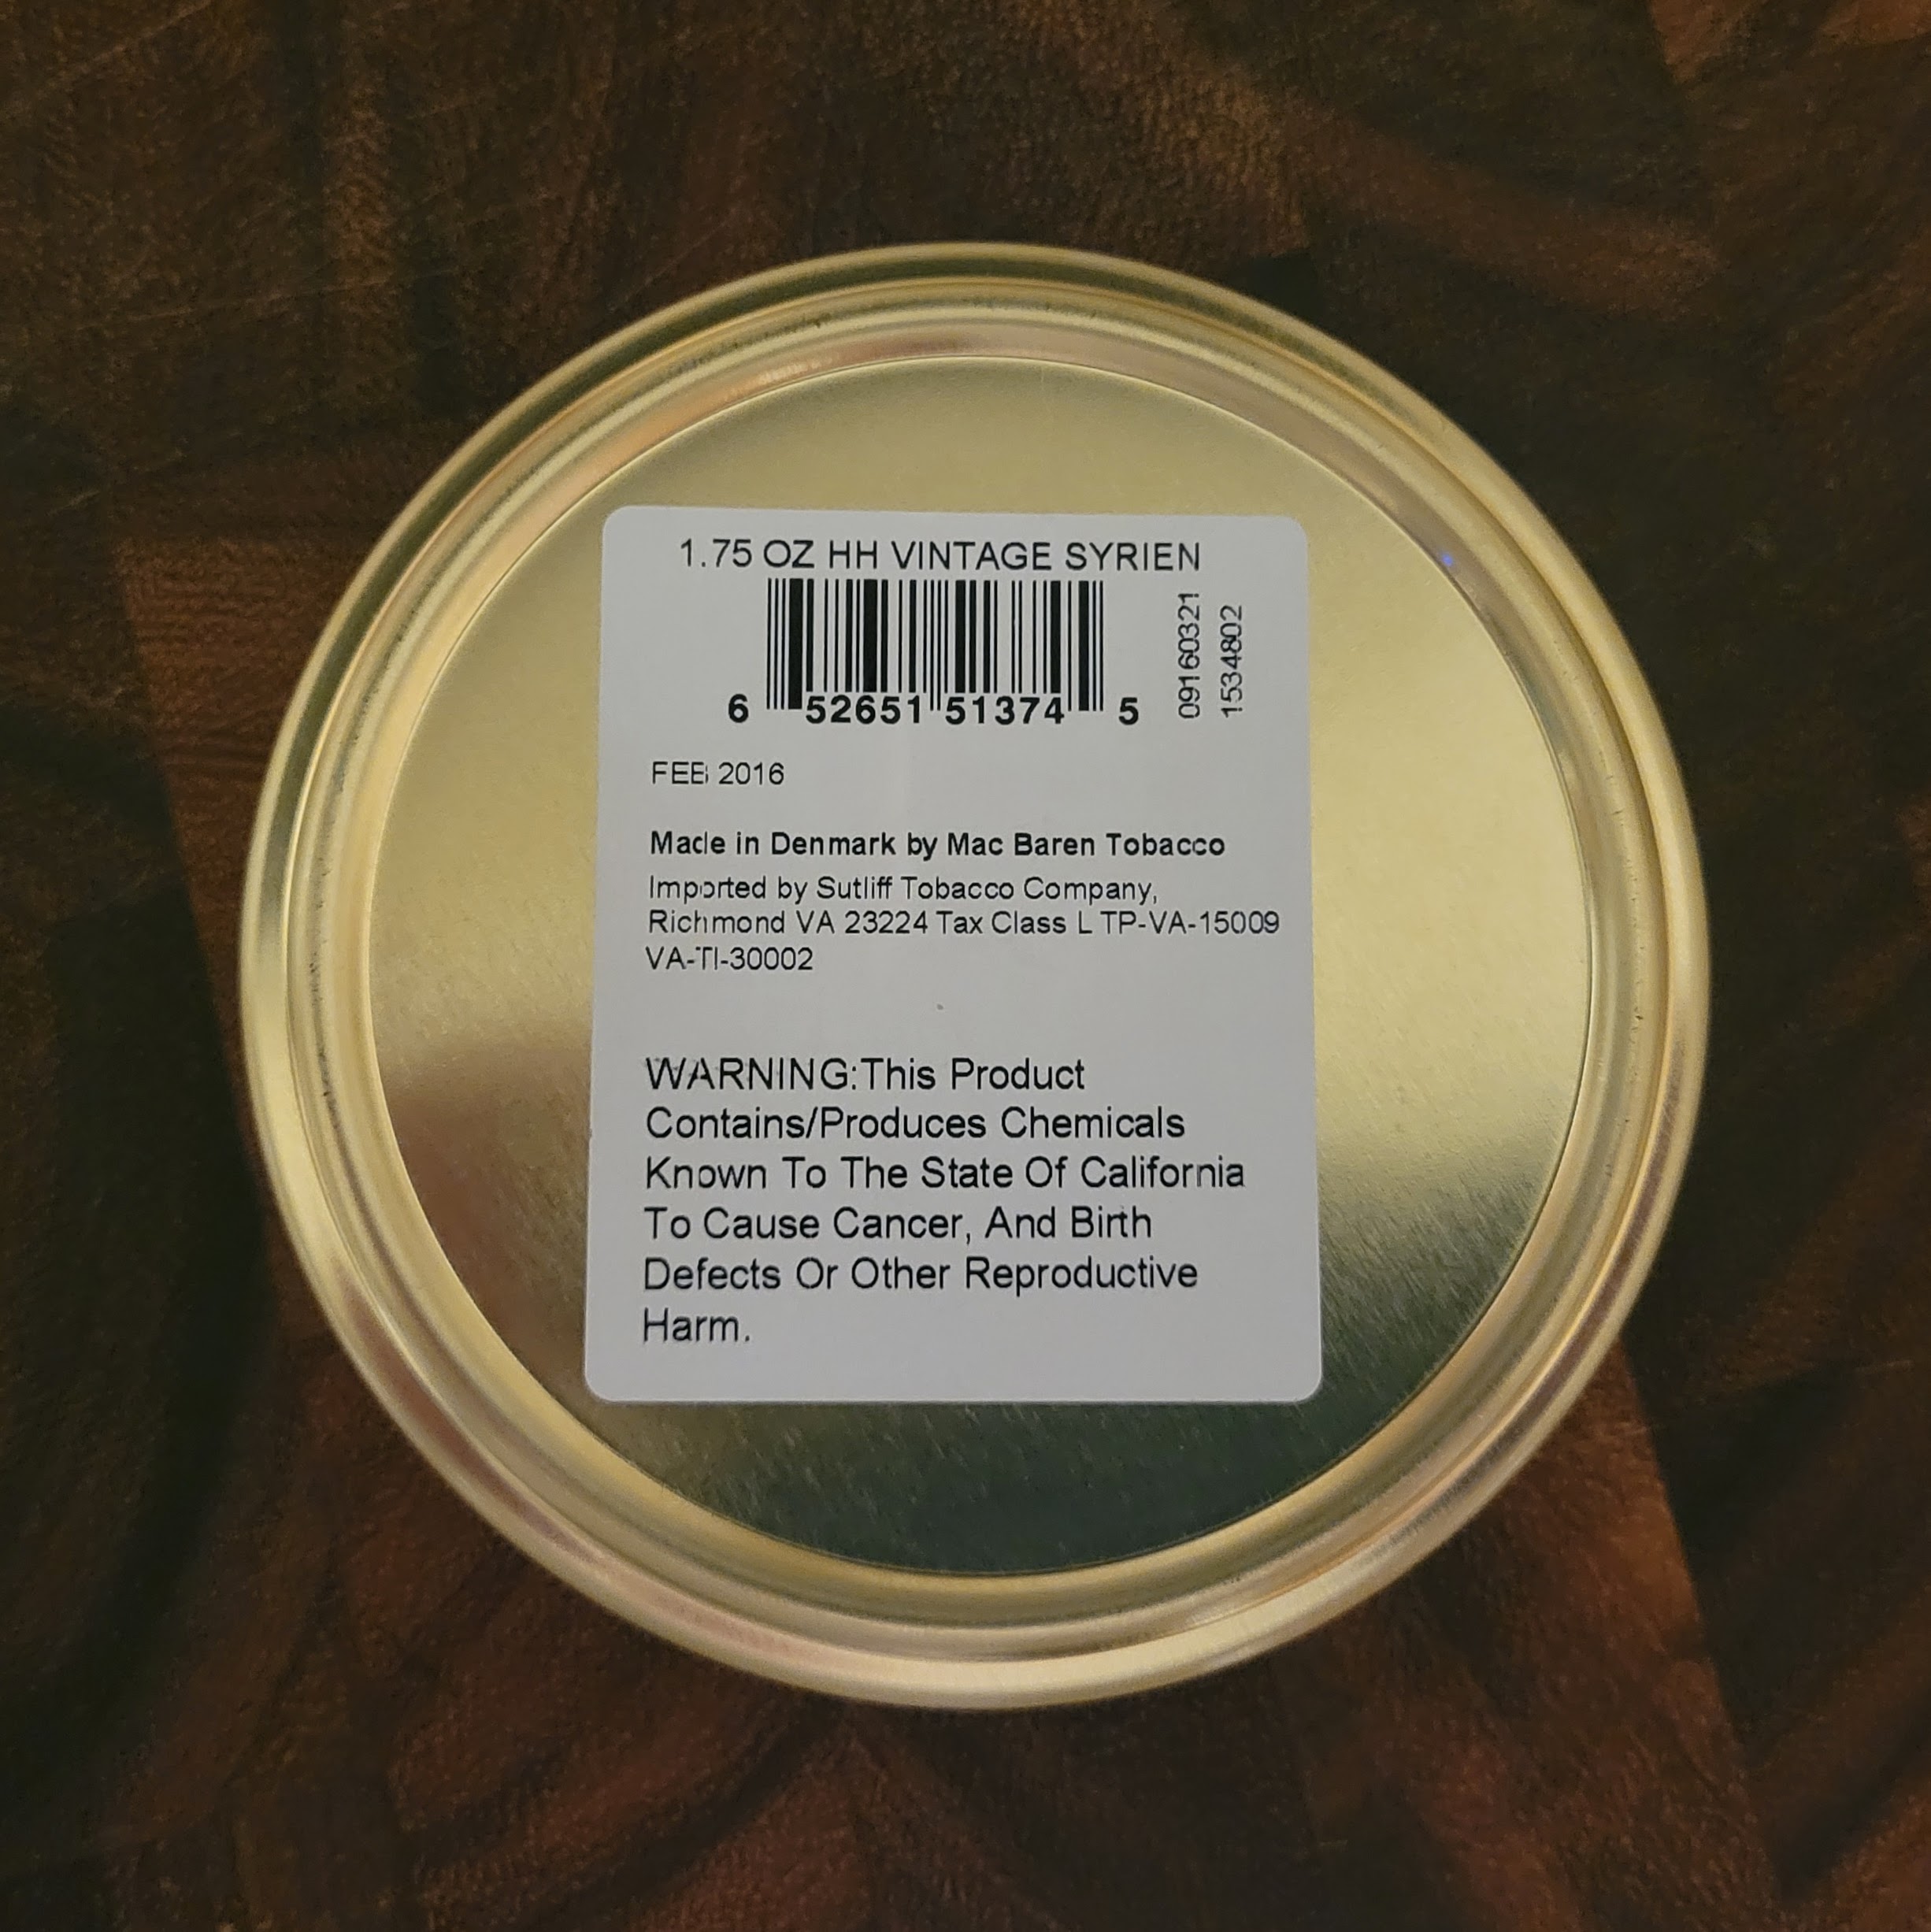 1.75 OZ HH VINTAGE SYRIEN
6 52651 51374 5
09160321
1534802
FEB 2016
Made in Denmark by Mac Baren Tobacco
Imported by Sutliff Tobacco Company,
Richmond VA 23224 Tax Class L TP-VA-15009
VA-TI-30002
WARNING:This Product
Contains/Produces Chemicals
Known To The State Of California
To Cause Cancer, And Birth
Defects Or Other Reproductive
Harm.